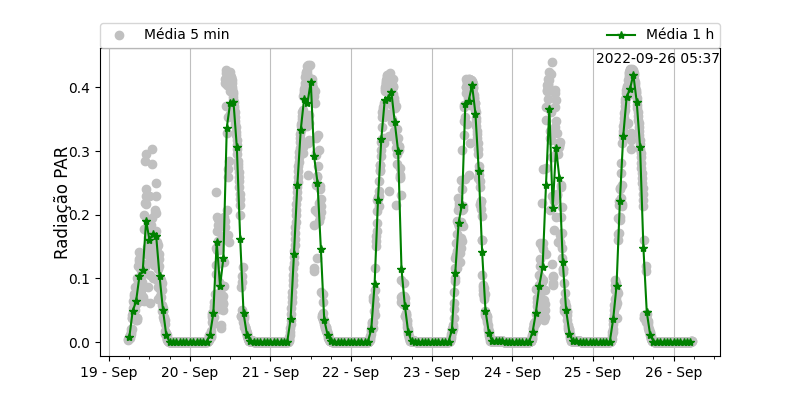 Média 5 min
Média 1 h
2022-09-26 05:37
Radiação PAR
0.4
0.3
0.2
0.1
0.0
19 - Sep
20 - Sep
21 - Sep
22 - Sep
23 - Sep
24 - Sep
25 - Sep
26 - Sep